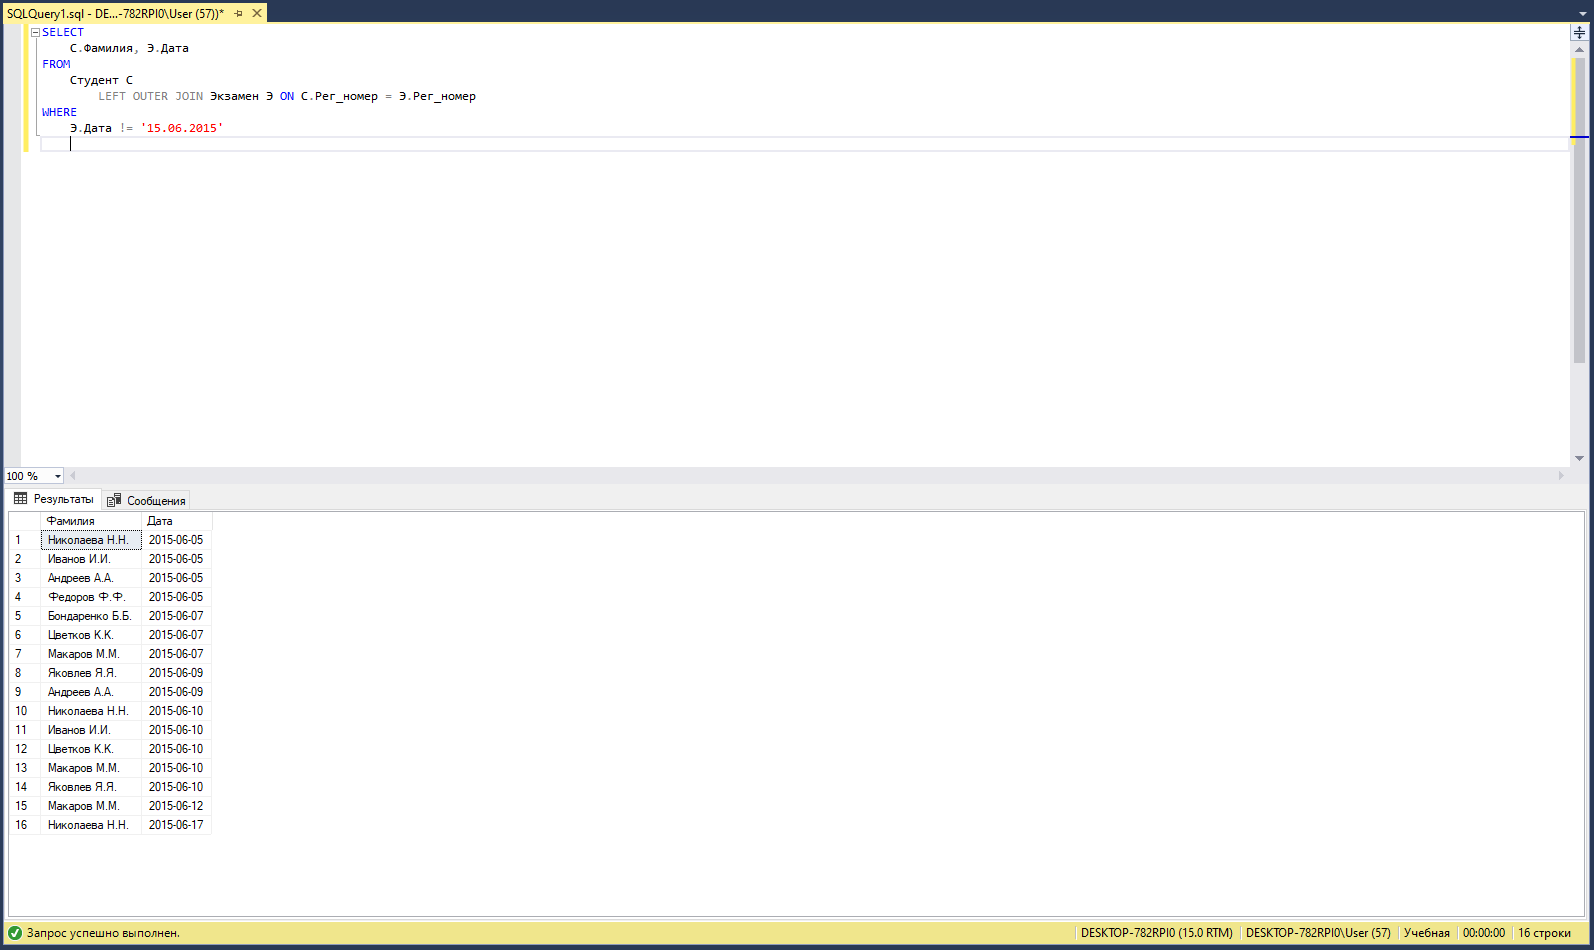 SQLQuery1.sql - DE...-782RPI0\User (57))*
SELECT
С.Фамилия, Э.Дата
FROM
Студент С
LEFT OUTER JOIN Экзамен Э ON С.Рег_номер = Э.Рег_номер
WHERE
Э.Дата != '15.06.2015'
100 %
Результаты Сообщения
Фамилия Дата
1 Николаева Н.Н. 2015-06-05
2 Иванов И.И. 2015-06-05
3 Андреев А.А. 2015-06-05
4 Федоров Ф.Ф. 2015-06-05
5 Бондаренко Б.Б. 2015-06-07
6 Цветков К.К. 2015-06-07
7 Макаров М.М. 2015-06-07
8 Яковлев Я.Я. 2015-06-09
9 Андреев А.А. 2015-06-09
10 Николаева Н.Н. 2015-06-10
11 Иванов И.И. 2015-06-10
12 Цветков К.К. 2015-06-10
13 Макаров М.М. 2015-06-10
14 Яковлев Я.Я. 2015-06-10
15 Макаров М.М. 2015-06-12
16 Николаева Н.Н. 2015-06-17
Запрос успешно выполнен. DESKTOP-782RPI0 (15.0 RTM) DESKTOP-782RPI0\User (57) Учебная 00:00:00 16 строки